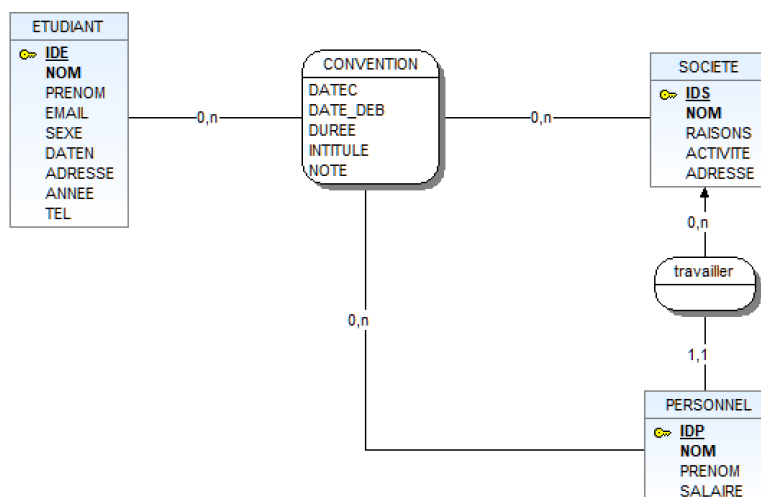 ETUDIANT
IDE
NOM
PRENOM
EMAIL
SEXE
DATEN
ADRESSE
ANNEE
TEL
0,n
CONVENTION
DATEC
DATE_DEB
DUREE
INTITULE
NOTE
0,n
SOCIETE
IDS
NOM
RAISONS
ACTIVITE
ADRESSE
0,n
travailler
0,n
1,1
PERSONNEL
IDP
NOM
PRENOM
SALAIRE